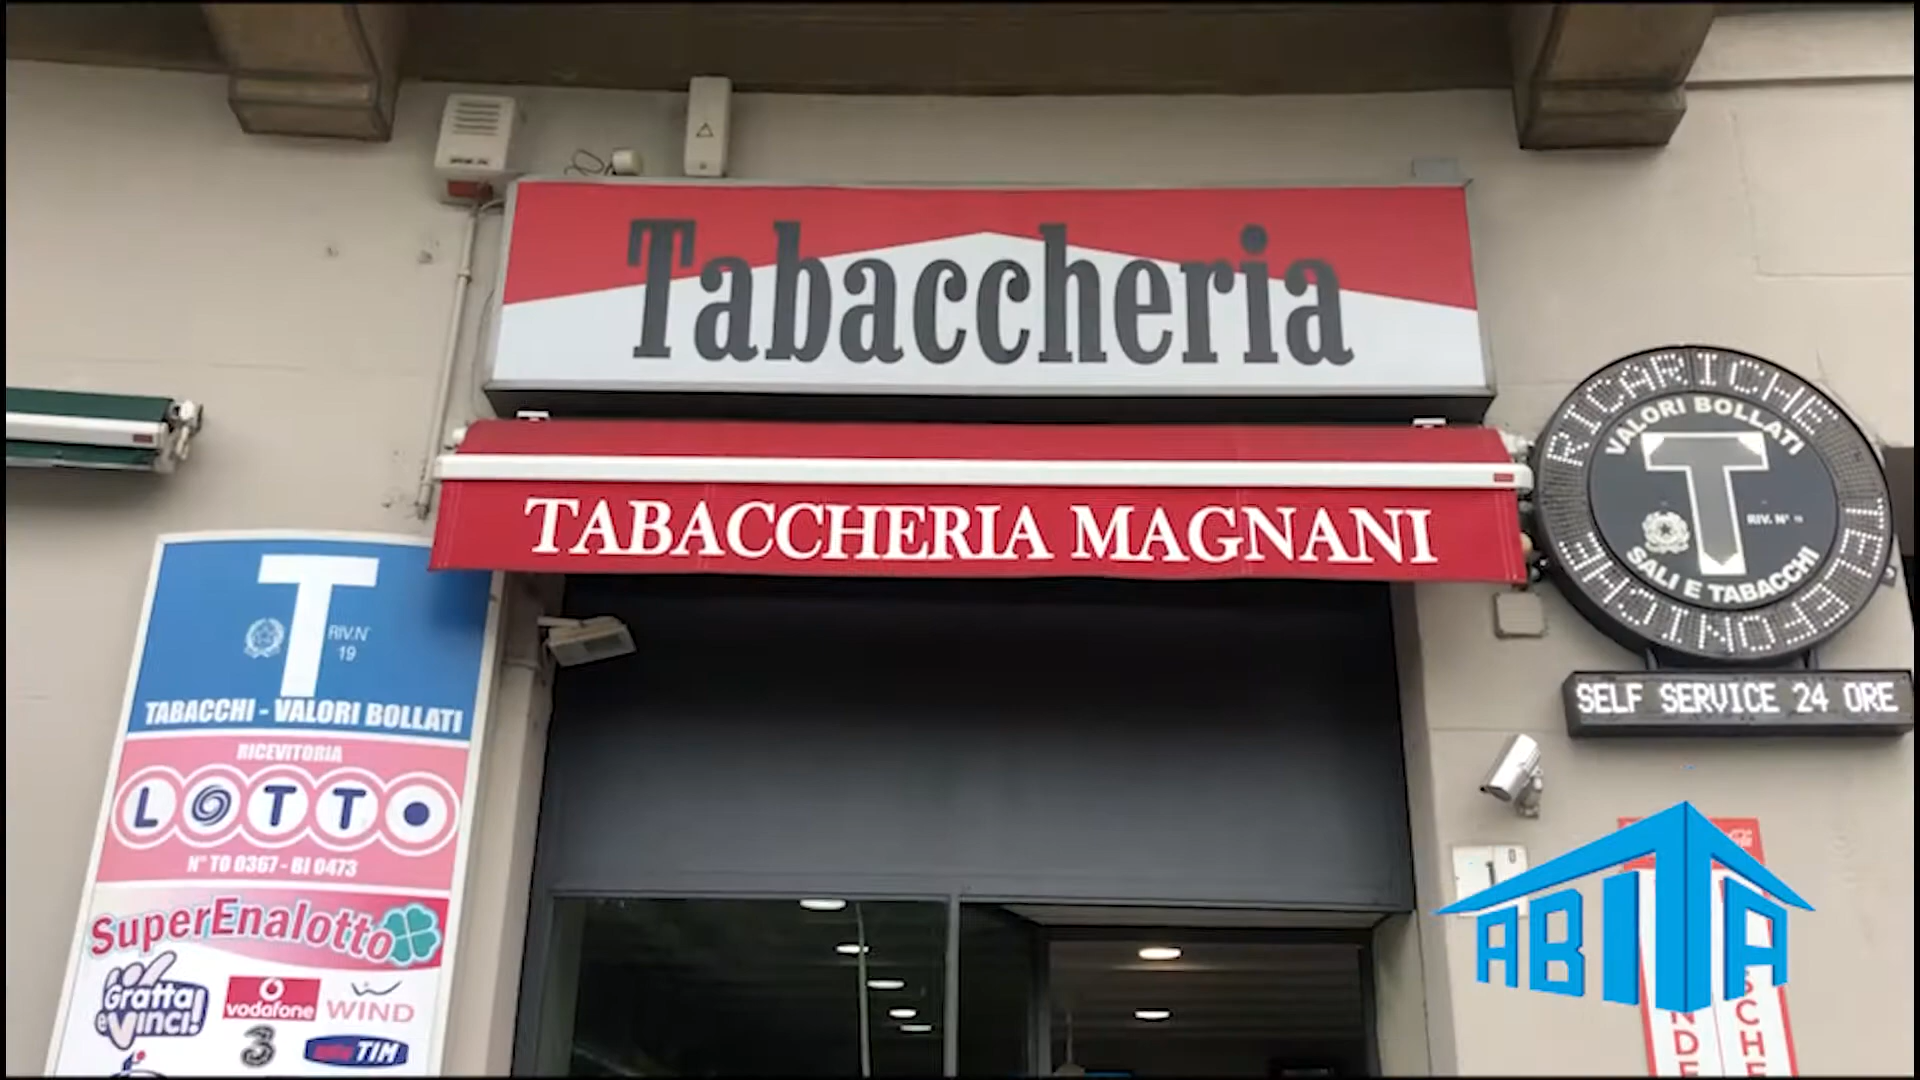 Tabaccheria
TABACCHERIA MAGNANI
RICARICHE
VALORI BOLLATI
T
RIV. N° 19
SALI E TABACCHI
TELEFONICHE
SELF SERVICE 24 ORE
T
RIV.N°
19
TABACCHI - VALORI BOLLATI
RICEVITORIA
LOTTO
N° TO 0367 - BI 0473
SuperEnalotto
Gratta
e Vinci!
vodafone
WIND
3
TIM
ABITA